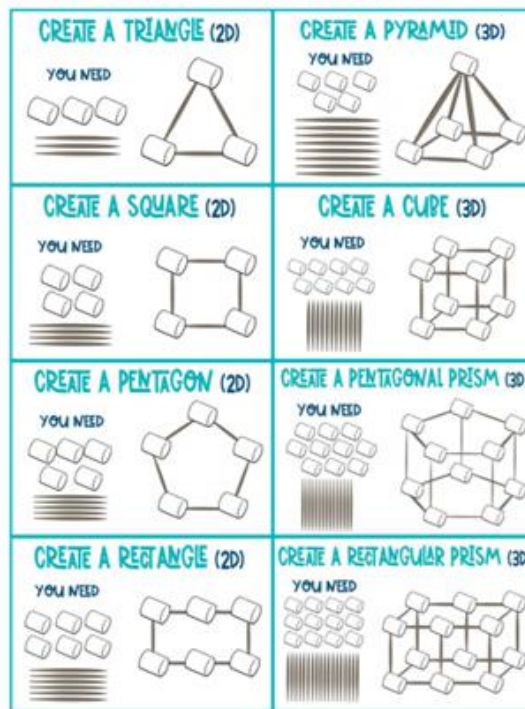 CREATE A TRIANGLE (2D)
YOU NEED
CREATE A PYRAMID (3D)
YOU NEED
CREATE A SQUARE (2D)
YOU NEED
CREATE A CUBE (3D)
YOU NEED
CREATE A PENTAGON (2D)
YOU NEED
CREATE A PENTAGONAL PRISM (3D
YOU NEED
CREATE A RECTANGLE (2D)
YOU NEED
CREATE A RECTANGULAR PRISM (3D
YOU NEED